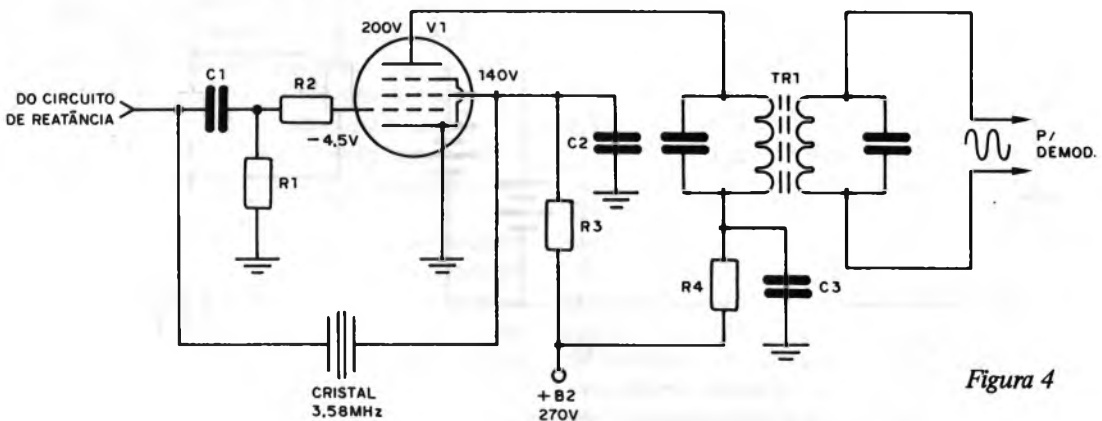 200V
V1
140V
C1
R2
TR1
DO CIRCUITO
DE REATÂNCIA
-4,5V
R1
C2
R3
R4
C3
P/
DEMOD.
CRISTAL
3,58MHz
+B2
270V
Figura 4